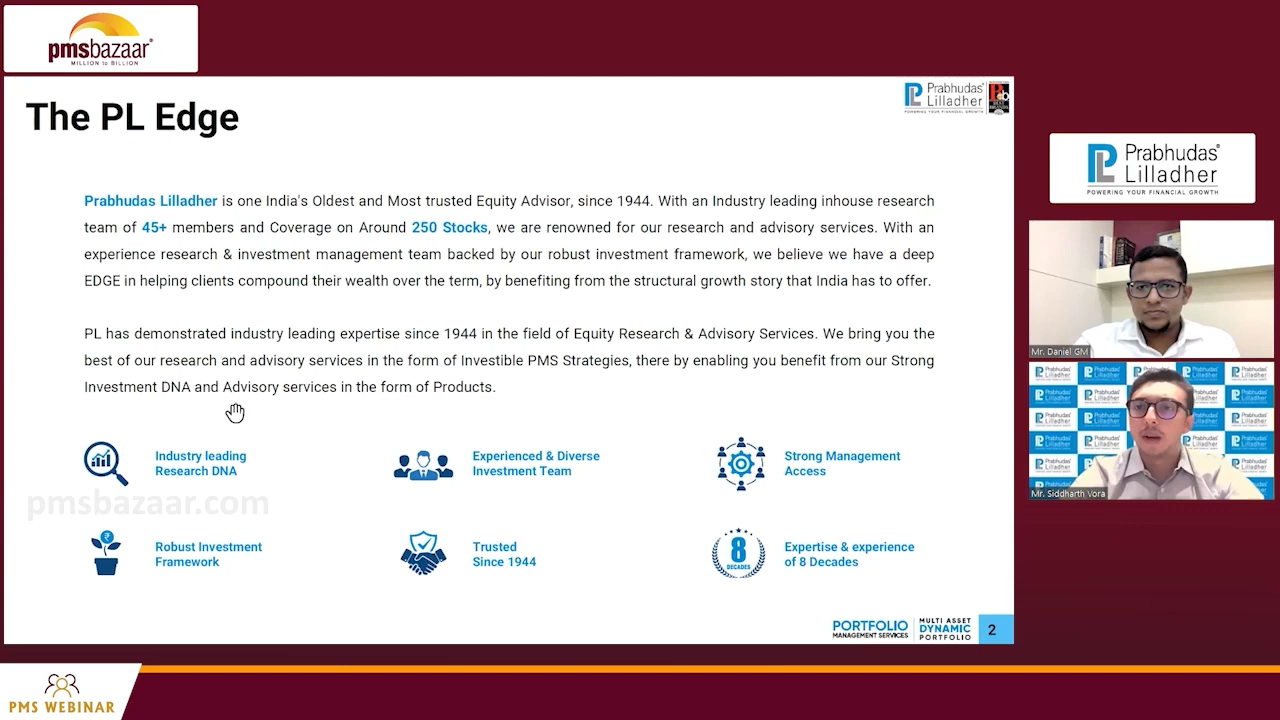 pmsbazaar
MILLION to BILLION
The PL Edge
Prabhudas
Lilladher
POWERING YOUR FINANCIAL GROWTH
Prabhudas Lilladher is one India's Oldest and Most trusted Equity Advisor, since 1944. With an Industry leading inhouse research
team of 45+ members and Coverage on Around 250 Stocks, we are renowned for our research and advisory services. With an
experience research & investment management team backed by our robust investment framework, we believe we have a deep
EDGE in helping clients compound their wealth over the term, by benefiting from the structural growth story that India has to offer.
PL has demonstrated industry leading expertise since 1944 in the field of Equity Research & Advisory Services. We bring you the
best of our research and advisory services in the form of Investible PMS Strategies, there by enabling you benefit from our Strong
Investment DNA and Advisory services in the form of Products.
Industry leading
Research DNA
Experienced & Diverse
Investment Team
Strong Management
Access
pmsbazaar.com
Robust Investment
Framework
Trusted
Since 1944
8
DECADES
Expertise & experience
of 8 Decades
PORTFOLIO
MANAGEMENT SERVICES
MULTI ASSET
DYNAMIC
PORTFOLIO
2
Prabhudas
Lilladher
POWERING YOUR FINANCIAL GROWTH
Mr. Daniel GM
Mr. Siddharth Vora
PMS WEBINAR